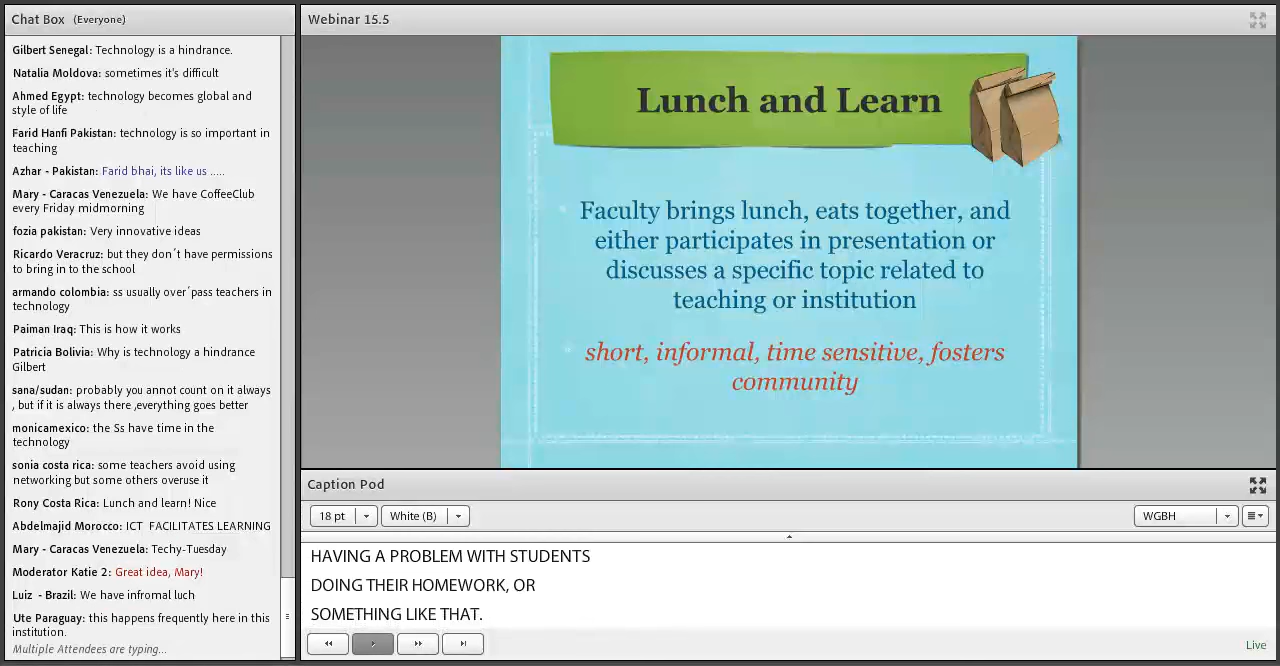 Chat Box (Everyone)
Gilbert Senegal: Technology is a hindrance.
Natalia Moldova: sometimes it's difficult
Ahmed Egypt: technology becomes global and
style of life
Farid Hanfi Pakistan: technology is so important in
teaching
Azhar - Pakistan: Farid bhai, its like us .....
Mary - Caracas Venezuela: We have CoffeeClub
every Friday midmorning
fozia pakistan: Very innovative ideas
Ricardo Veracruz: but they don´t have permissions
to bring in to the school
armando colombia: ss usually over´pass teachers in
technology
Paiman Iraq: This is how it works
Patricia Bolivia: Why is technology a hindrance
Gilbert
sana/sudan: probably you annot count on it always
, but if it is always there ,everything goes better
monicamexico: the Ss have time in the
technology
sonia costa rica: some teachers avoid using
networking but some others overuse it
Rony Costa Rica: Lunch and learn! Nice
Abdelmajid Morocco: ICT FACILITATES LEARNING
Mary - Caracas Venezuela: Techy-Tuesday
Moderator Katie 2: Great idea, Mary!
Luiz - Brazil: We have infromal luch
Ute Paraguay: this happens frequently here in this
institution.
Multiple Attendees are typing...
Webinar 15.5
Lunch and Learn
Faculty brings lunch, eats together, and
either participates in presentation or
discusses a specific topic related to
teaching or institution
short, informal, time sensitive, fosters
community
Caption Pod
18 pt
White (B)
WGBH
HAVING A PROBLEM WITH STUDENTS
DOING THEIR HOMEWORK, OR
SOMETHING LIKE THAT.
Live